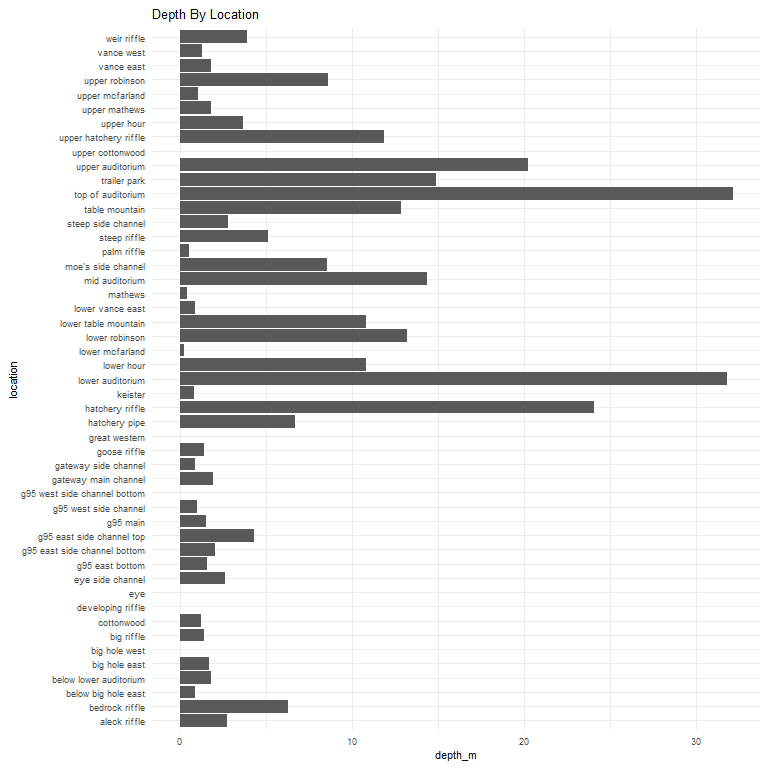 Depth By Location
weir riffle
vance west
vance east
upper robinson
upper mcfarland
upper mathews
upper hour
upper hatchery riffle
upper cottonwood
upper auditorium
trailer park
top of auditorium
table mountain
steep side channel
steep riffle
palm riffle
moe's side channel
mid auditorium
mathews
lower vance east
lower table mountain
lower robinson
lower mcfarland
lower hour
lower auditorium
keister
hatchery riffle
hatchery pipe
great western
goose riffle
gateway side channel
gateway main channel
g95 west side channel bottom
g95 west side channel
g95 main
g95 east side channel top
g95 east side channel bottom
g95 east bottom
eye side channel
eye
developing riffle
cottonwood
big riffle
big hole west
big hole east
below lower auditorium
below big hole east
bedrock riffle
aleck riffle
location
0 10 20 30
depth_m